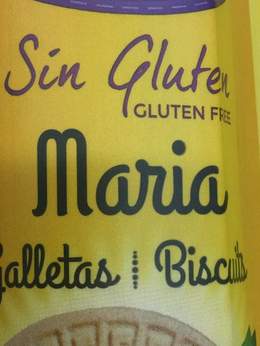 Sin Gluten
GLUTEN FREE
Maria
Galletas Biscuits